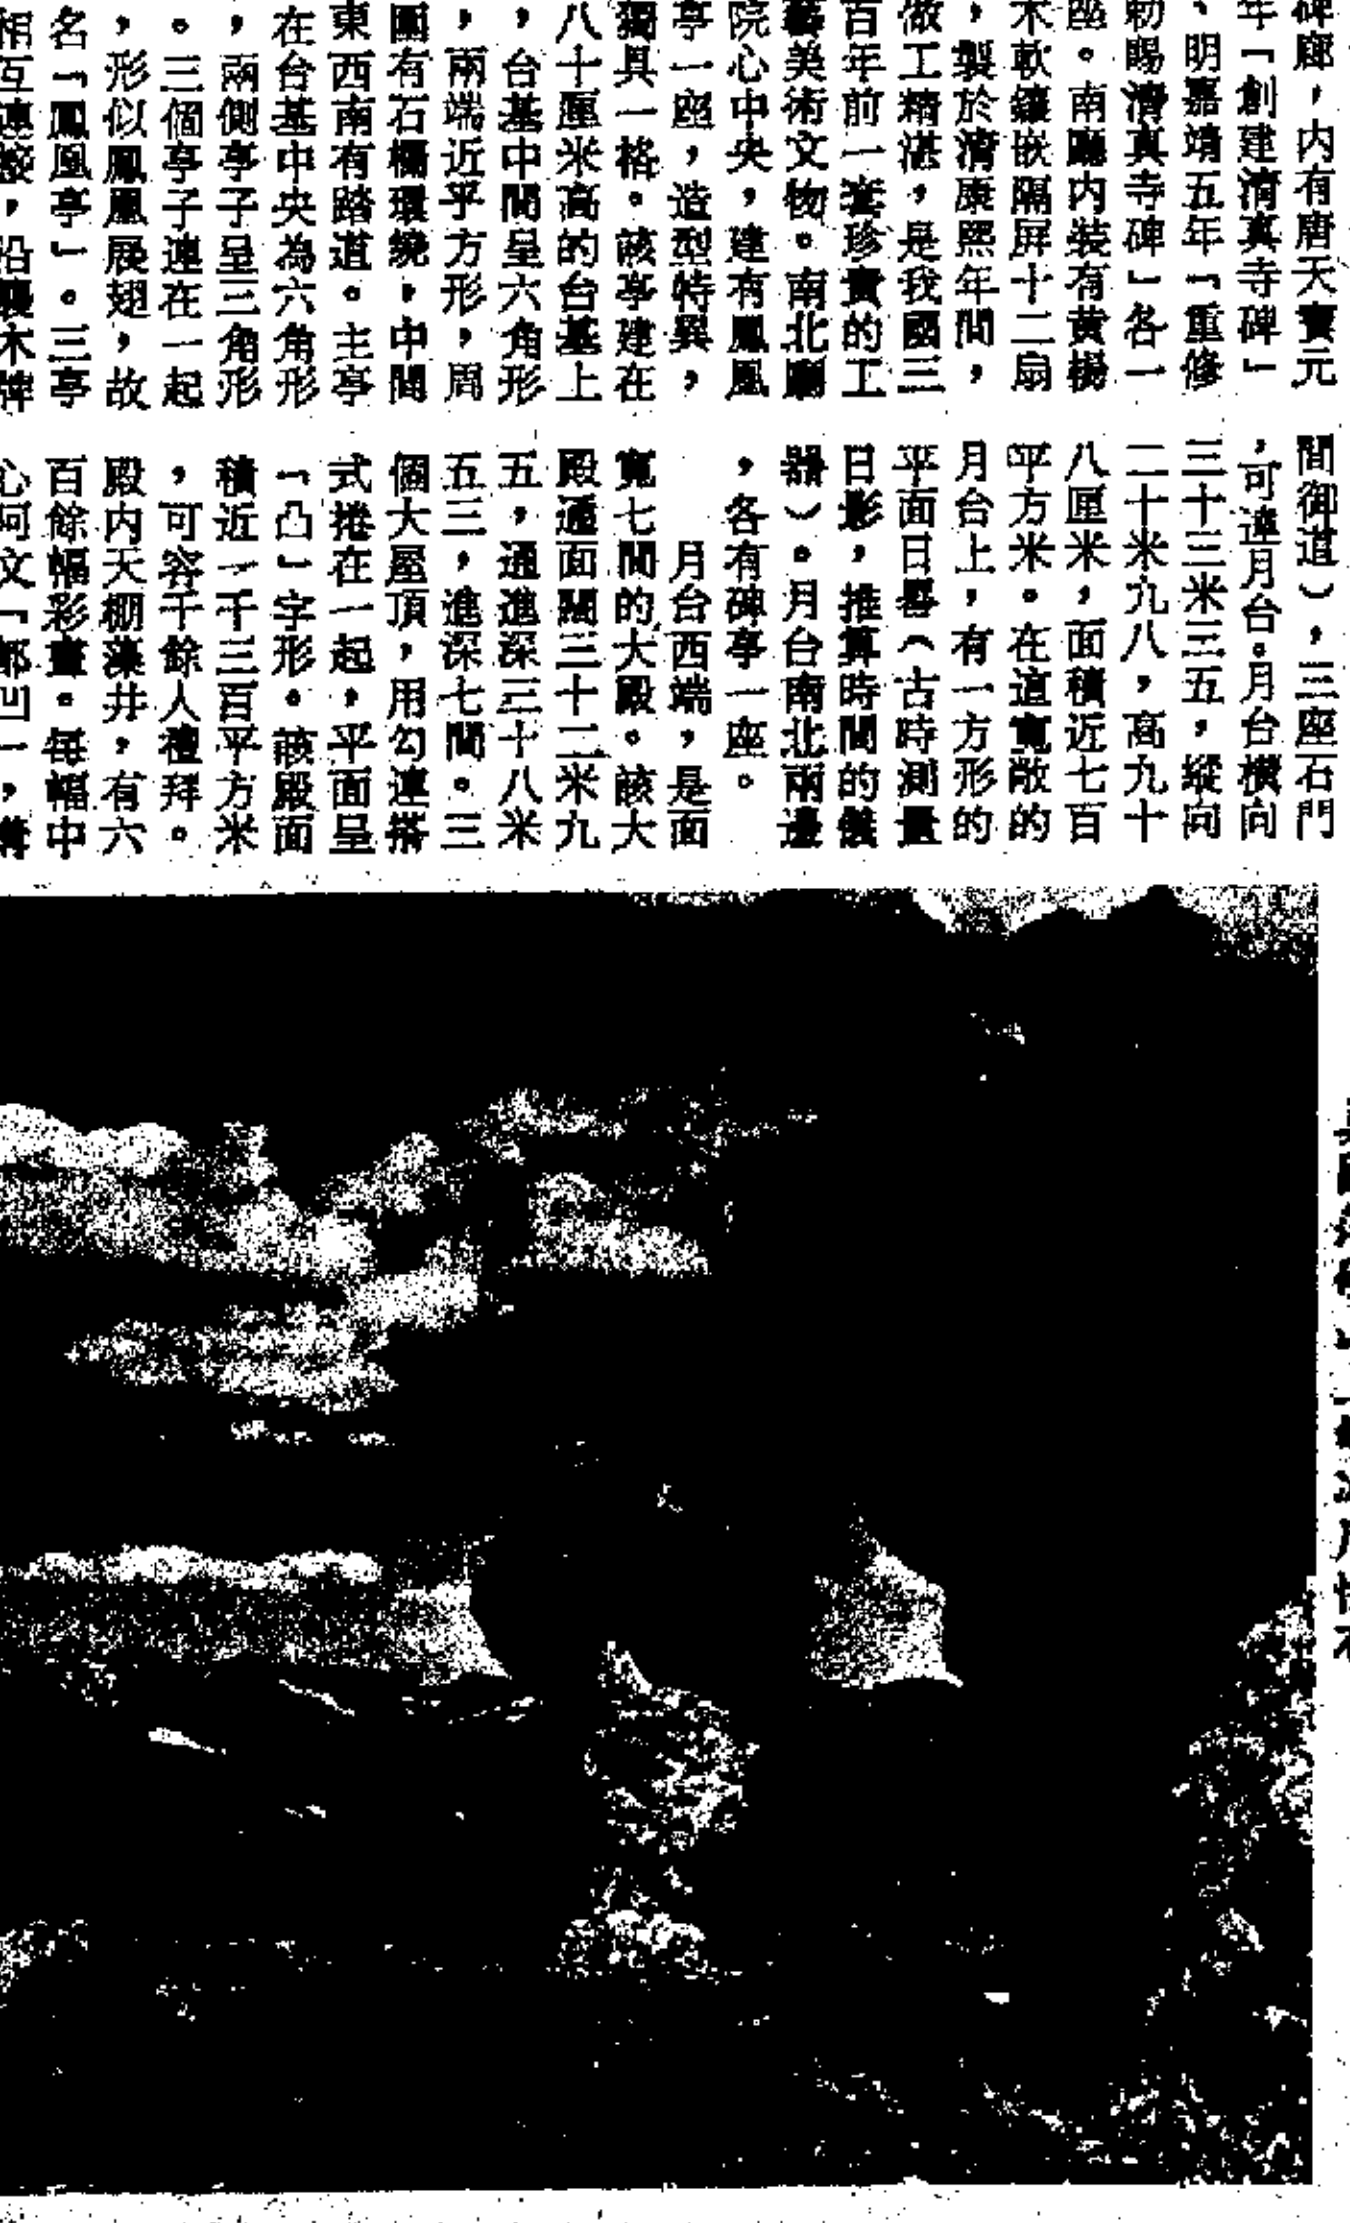 碑廊，内有唐天寶元
年「創建清真寺碑」
、明嘉靖五年「重修
勅賜清真寺碑」各一
座。南廳内装有黄楊
木軟鑲嵌隔屏十二扇
，製於清康熙年間，
做工精湛，是我國三
百年前一套珍貴的工
藝美術文物。南北廳
院心中央，建有鳳凰
亭一座，造型特異，
獨具一格。該亭建在
八十厘米高的台基上
，台基中間呈六角形
，兩端近乎方形，周
圍有石欄環繞，中間
東西南有踏道。主亭
在台基中央為六角形
，兩側亭子呈三角形
。三個亭子連在一起
，形似鳳凰展翅，故
名「鳳凰亭」。三亭
相互連接，沿襲木牌
間御道），三座石門
，可達月台。月台横向
三十三米三五，縱向
二十米九八，高九十
八厘米，面積近七百
平方米。在這寬敞的
月台上，有一方形的
平面日晷（古時測量
日影，推算時間的儀
器）。月台南北兩邊
，各有碑亭一座。
月台西端，是面
寬七間的大殿。該大
殿通面闊三十二米九
五，通進深三十八米
五三，進深七間。三
個大屋頂，用勾連搭
式捲在一起，平面呈
「凸」字形。該殿面
積近一千三百平方米
，可容千餘人禮拜。
殿内天棚藻井，有六
百餘幅彩畫。每幅中
心阿文「都凹」，